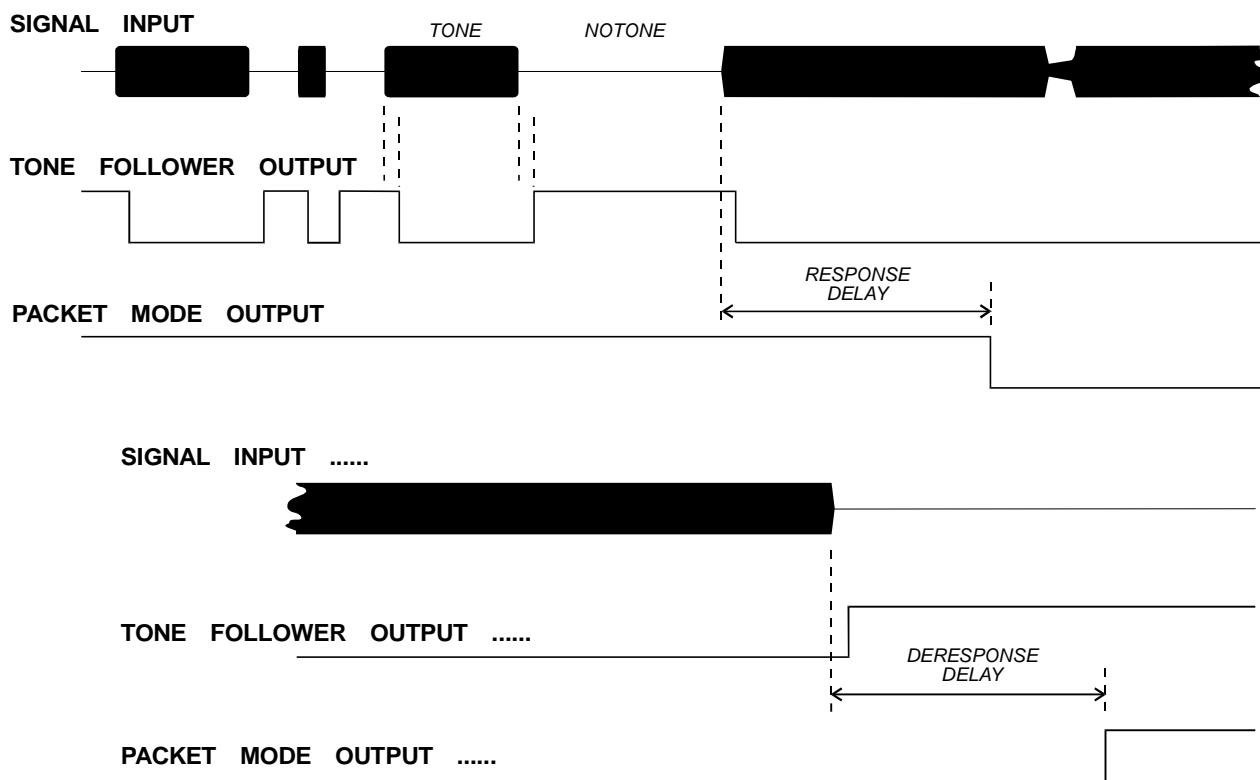 SIGNAL INPUT
TONE
NOTONE
TONE FOLLOWER OUTPUT
RESPONSE
DELAY
PACKET MODE OUTPUT
SIGNAL INPUT ......
TONE FOLLOWER OUTPUT ......
DERESPONSE
DELAY
PACKET MODE OUTPUT ......